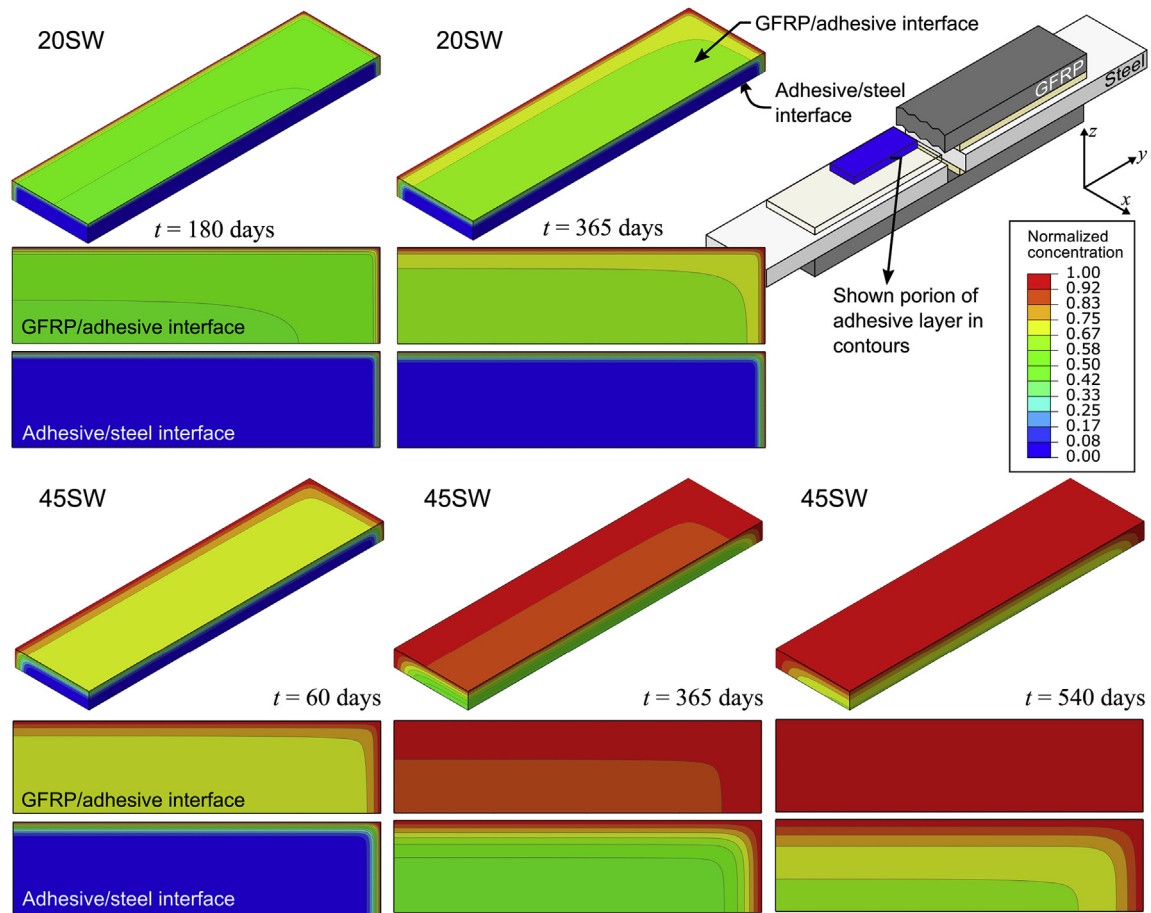 20SW
20SW
GFRP/adhesive interface
Adhesive/steel
interface
GFRP
Steel
z
y
x
t = 180 days
t = 365 days
GFRP/adhesive interface
Adhesive/steel interface
Shown porion of
adhesive layer in
contours
Normalized
concentration
1.00
0.92
0.83
0.75
0.67
0.58
0.50
0.42
0.33
0.25
0.17
0.08
0.00
45SW
45SW
45SW
t = 60 days
t = 365 days
t = 540 days
GFRP/adhesive interface
Adhesive/steel interface